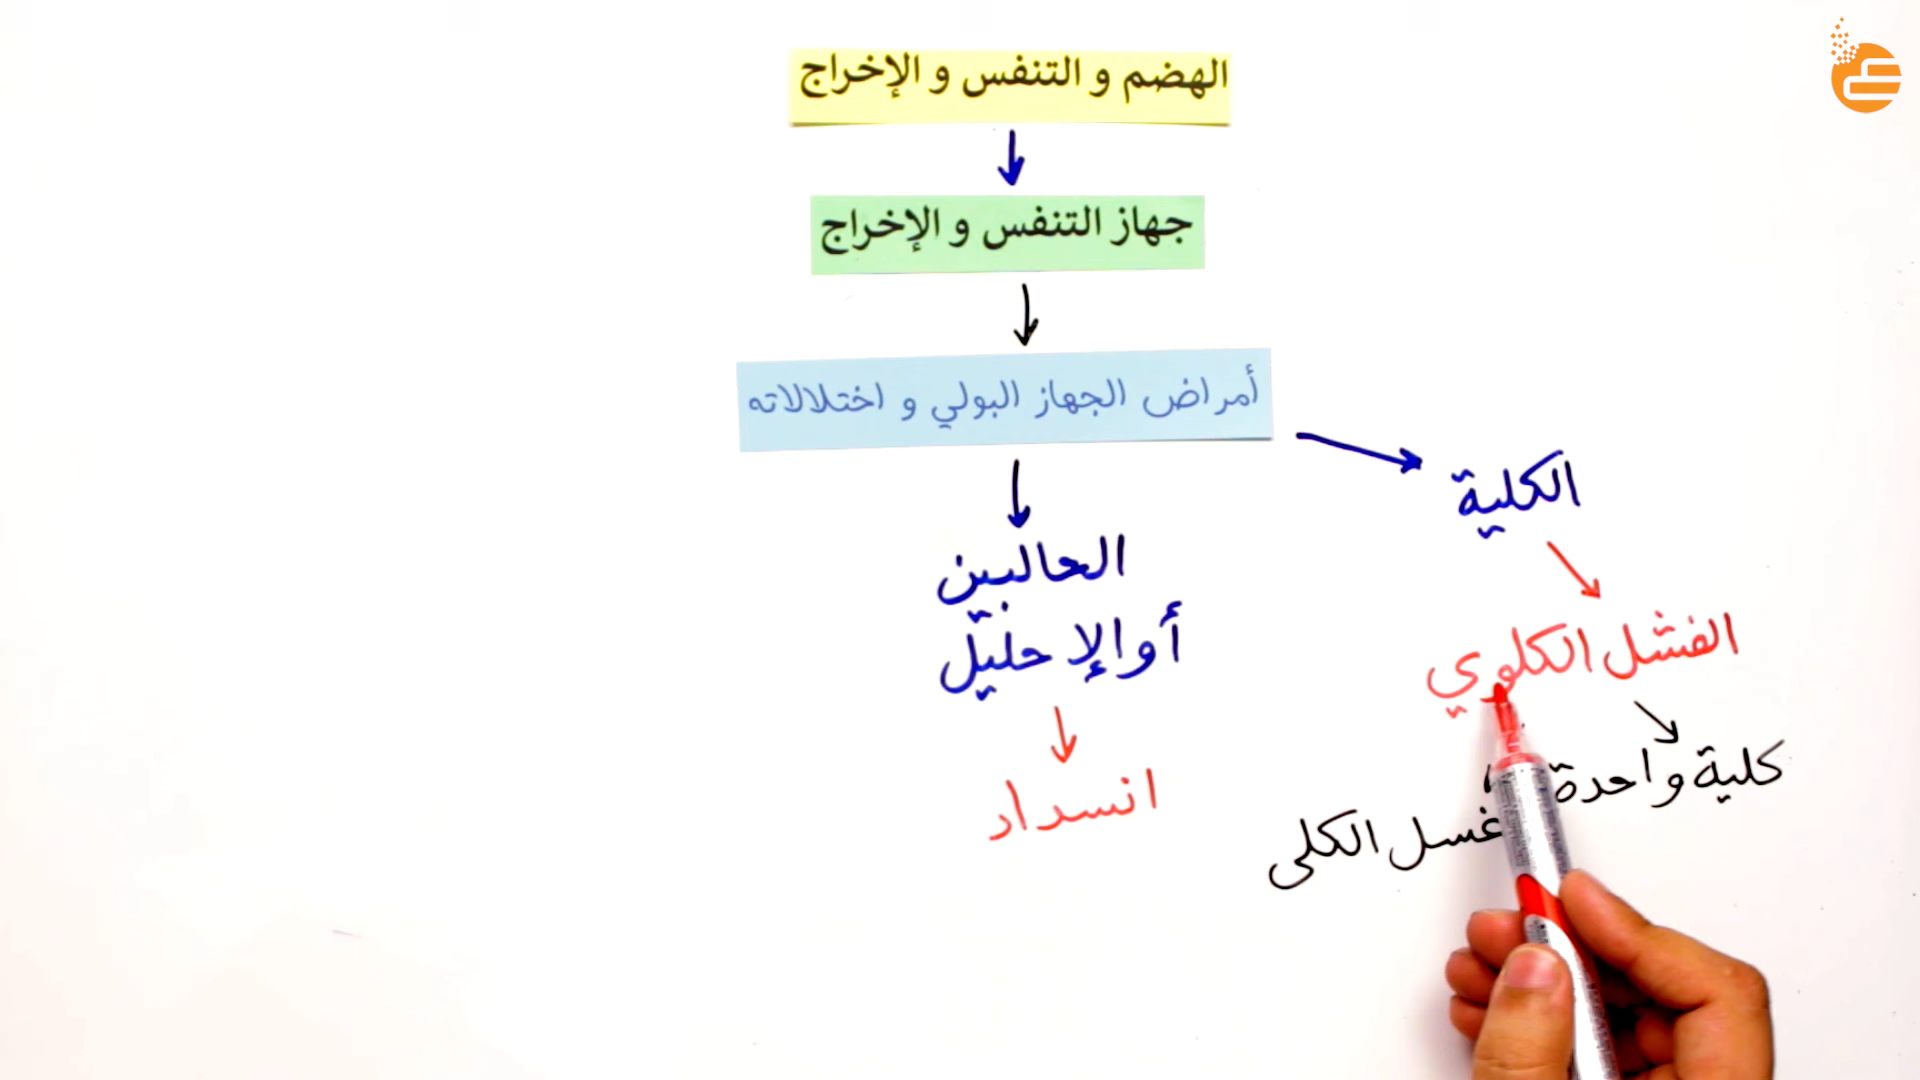 الهضم و التنفس و الإخراج
جهاز التنفس و الإخراج
أمراض الجهاز البولي و اختلالاته
الكلية
الفشل الكلوي
كلية واحدة
غسل الكلى
الحالبين
أو الإحليل
انسداد